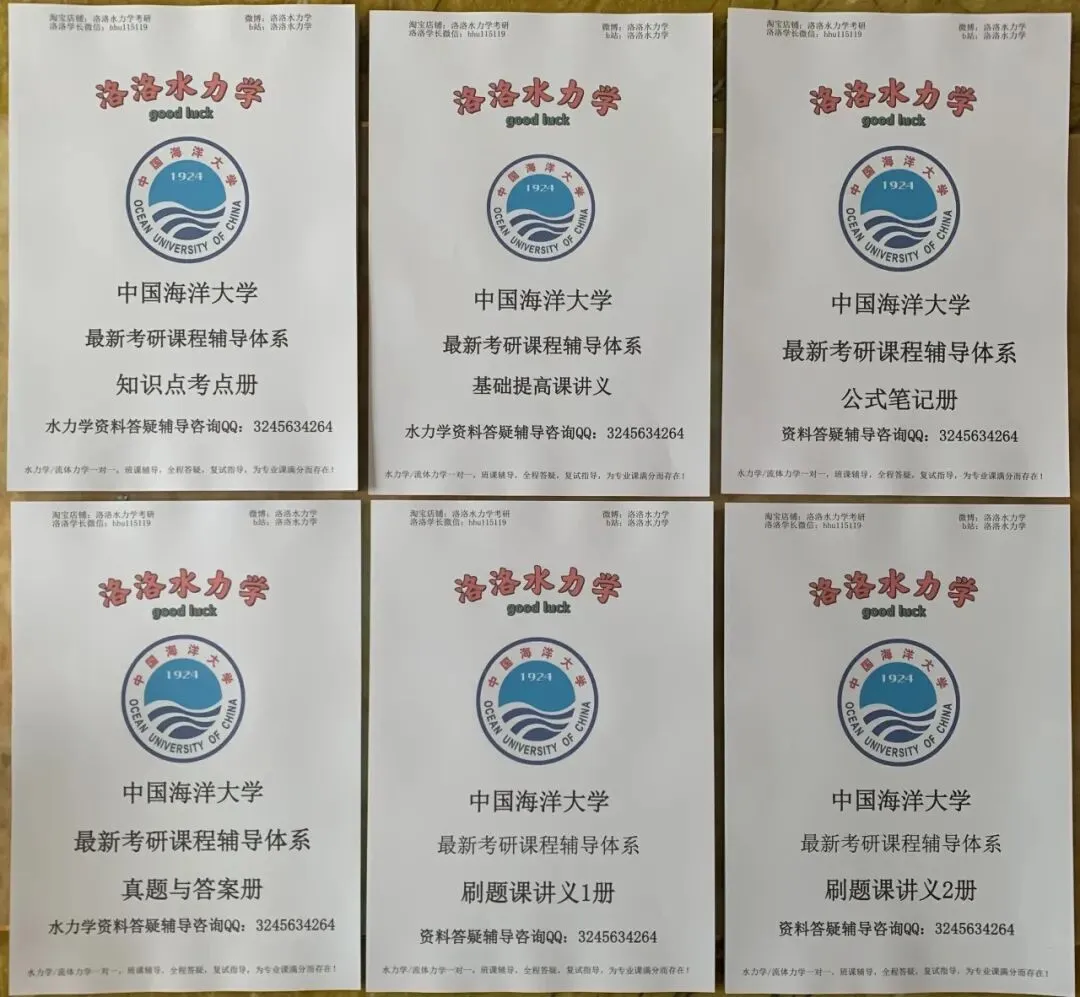 淘宝店铺：洛洛水力学考研
洛洛学长微信：hhu115119
微博：洛洛水力学
b站：洛洛水力学
洛洛水力学
good luck
中国海洋大学
1924
OCEAN UNIVERSITY OF CHINA
中国海洋大学
最新考研课程辅导体系
知识点考点册
水力学资料答疑辅导咨询QQ：3245634264
水力学/流体力学一对一，班课辅导，全程答疑，复试指导，为专业课满分而存在！
淘宝店铺：洛洛水力学考研
洛洛学长微信：hhu115119
微博：洛洛水力学
b站：洛洛水力学
洛洛水力学
good luck
中国海洋大学
1924
OCEAN UNIVERSITY OF CHINA
中国海洋大学
最新考研课程辅导体系
基础提高课讲义
水力学资料答疑辅导咨询QQ：3245634264
水力学/流体力学一对一，班课辅导，全程答疑，复试指导，为专业课满分而存在！
淘宝店铺：洛洛水力学考研
洛洛学长微信：hhu115119
微博：洛洛水力学
b站：洛洛水力学
洛洛水力学
good luck
中国海洋大学
1924
OCEAN UNIVERSITY OF CHINA
中国海洋大学
最新考研课程辅导体系
公式笔记册
资料答疑辅导咨询QQ：3245634264
水力学/流体力学一对一，班课辅导，全程答疑，复试指导，为专业课满分而存在！
淘宝店铺：洛洛水力学考研
洛洛学长微信：hhu115119
微博：洛洛水力学
b站：洛洛水力学
洛洛水力学
good luck
中国海洋大学
1924
OCEAN UNIVERSITY OF CHINA
中国海洋大学
最新考研课程辅导体系
真题与答案册
水力学资料答疑辅导咨询QQ：3245634264
水力学/流体力学一对一，班课辅导，全程答疑，复试指导，为专业课满分而存在！
淘宝店铺：洛洛水力学考研
洛洛学长微信：hhu115119
微博：洛洛水力学
b站：洛洛水力学
洛洛水力学
good luck
中国海洋大学
1924
OCEAN UNIVERSITY OF CHINA
中国海洋大学
最新考研课程辅导体系
刷题课讲义1册
资料答疑辅导咨询QQ：3245634264
水力学/流体力学一对一，班课辅导，全程答疑，复试指导，为专业课满分而存在！
淘宝店铺：洛洛水力学考研
洛洛学长微信：hhu115119
微博：洛洛水力学
b站：洛洛水力学
洛洛水力学
good luck
中国海洋大学
1924
OCEAN UNIVERSITY OF CHINA
中国海洋大学
最新考研课程辅导体系
刷题课讲义2册
资料答疑辅导咨询QQ：3245634264
水力学/流体力学一对一，班课辅导，全程答疑，复试指导，为专业课满分而存在！